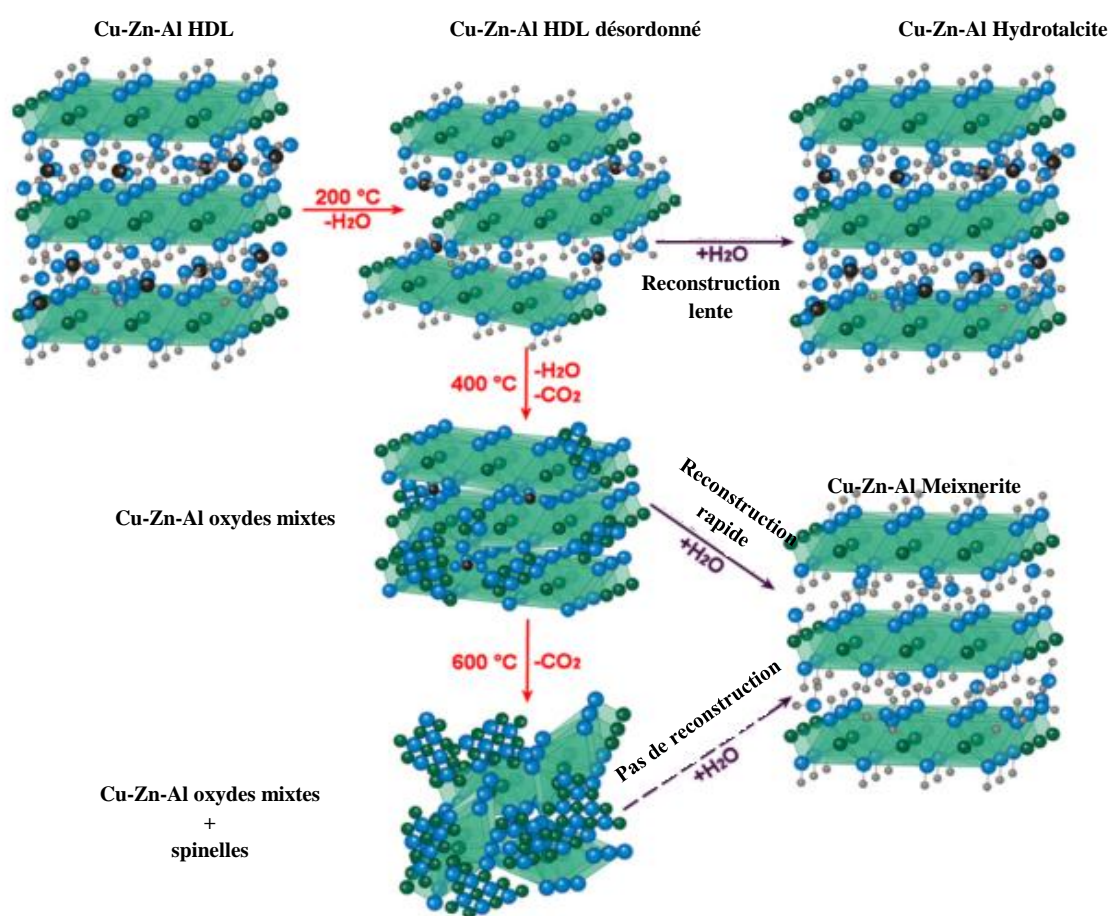 Cu-Zn-Al HDL
Cu-Zn-Al HDL désordonné
Cu-Zn-Al Hydrotalcite
200 °C
-H2O
+H2O
Reconstruction
lente
400 °C
-H2O
-CO2
Cu-Zn-Al oxydes mixtes
Reconstruction
rapide
+H2O
Cu-Zn-Al Meixnerite
600 °C
-CO2
Pas de reconstruction
+H2O
Cu-Zn-Al oxydes mixtes
+
spinelles